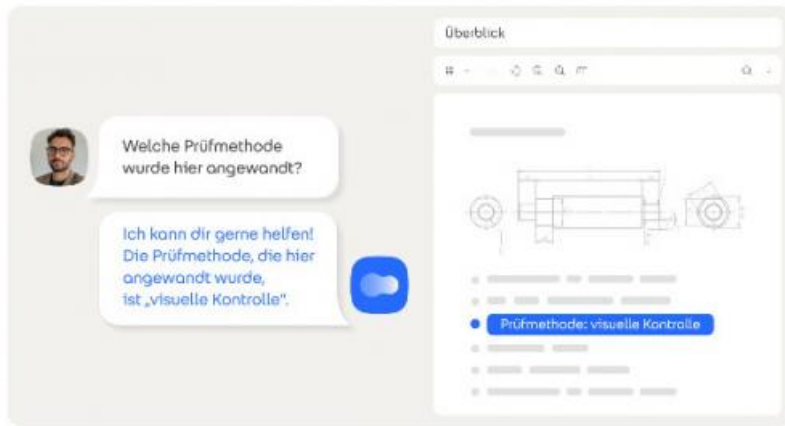 Überblick
Welche Prüfmethode
wurde hier angewandt?
Ich kann dir gerne helfen!
Die Prüfmethode, die hier
angewandt wurde,
ist „visuelle Kontrolle“.
Prüfmethode: visuelle Kontrolle